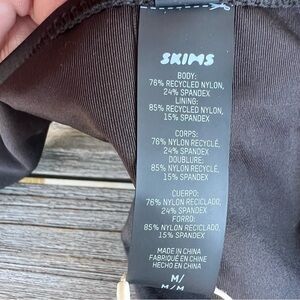 SKIMS
BODY:
76% RECYCLED NYLON,
24% SPANDEX
LINING:
85% RECYCLED NYLON,
15% SPANDEX
CORPS:
76% NYLON RECYCLÉ,
24% SPANDEX
DOUBLURE:
85% NYLON RECYCLÉ,
15% SPANDEX
CUERPO:
76% NYLON RECICLADO,
24% SPANDEX
FORRO:
85% NYLON RECICLADO,
15% SPANDEX
MADE IN CHINA
FABRIQUÉ EN CHINE
HECHO EN CHINA
M/
M/M